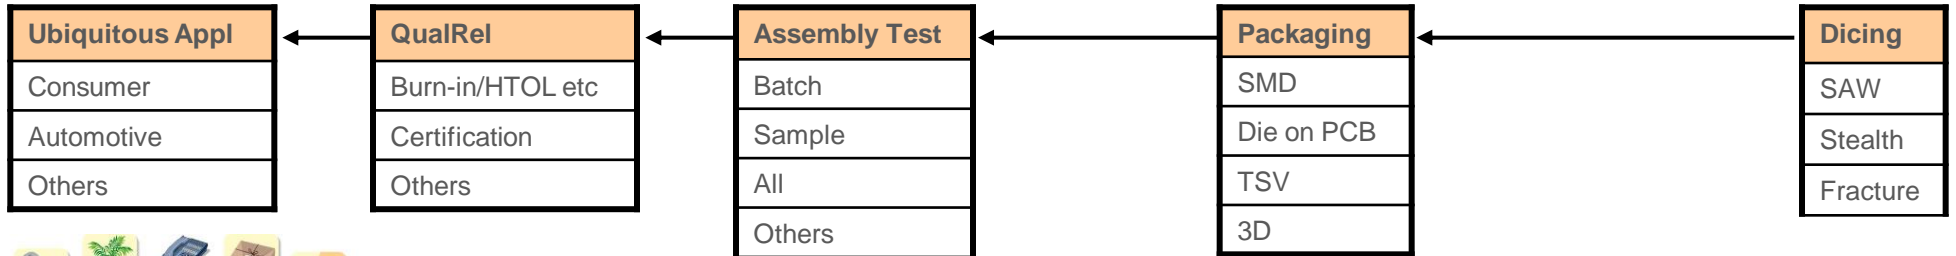 Ubiquitous Appl
Consumer
Automotive
Others
QualRel
Burn-in/HTOL etc
Certification
Others
Assembly Test
Batch
Sample
All
Others
Packaging
SMD
Die on PCB
TSV
3D
Dicing
SAW
Stealth
Fracture